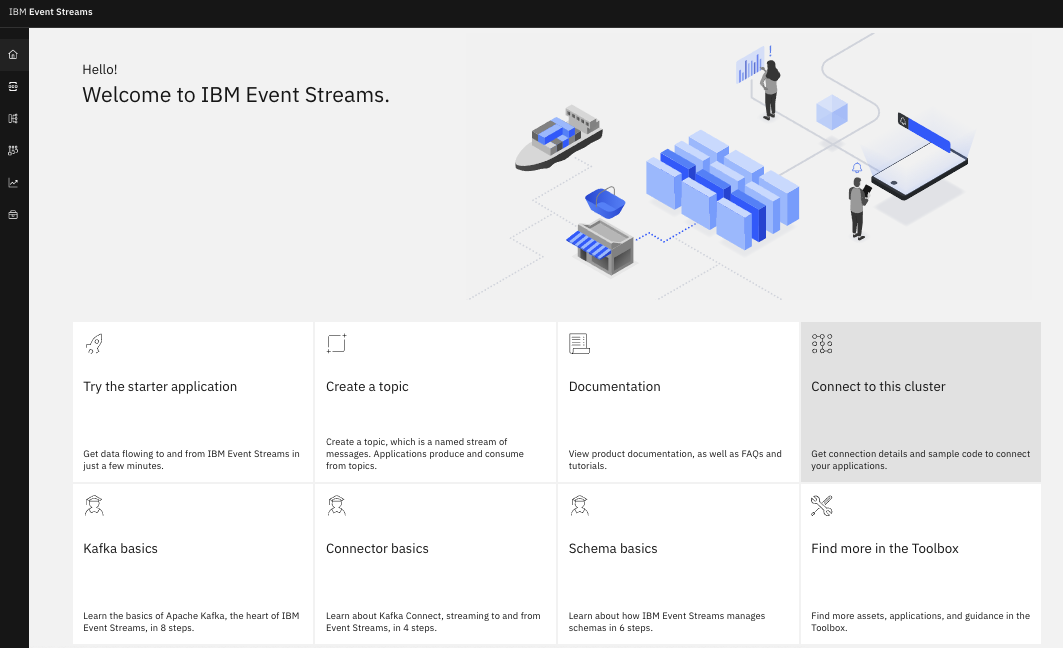 IBM Event Streams
Hello!
Welcome to IBM Event Streams.
Try the starter application
Get data flowing to and from IBM Event Streams in
just a few minutes.
Create a topic
Create a topic, which is a named stream of
messages. Applications produce and consume
from topics.
Documentation
View product documentation, as well as FAQs and
tutorials.
Connect to this cluster
Get connection details and sample code to connect
your applications.
Kafka basics
Learn the basics of Apache Kafka, the heart of IBM
Event Streams, in 8 steps.
Connector basics
Learn about Kafka Connect, streaming to and from
Event Streams, in 4 steps.
Schema basics
Learn about how IBM Event Streams manages
schemas in 6 steps.
Find more in the Toolbox
Find more assets, applications, and guidance in the
Toolbox.